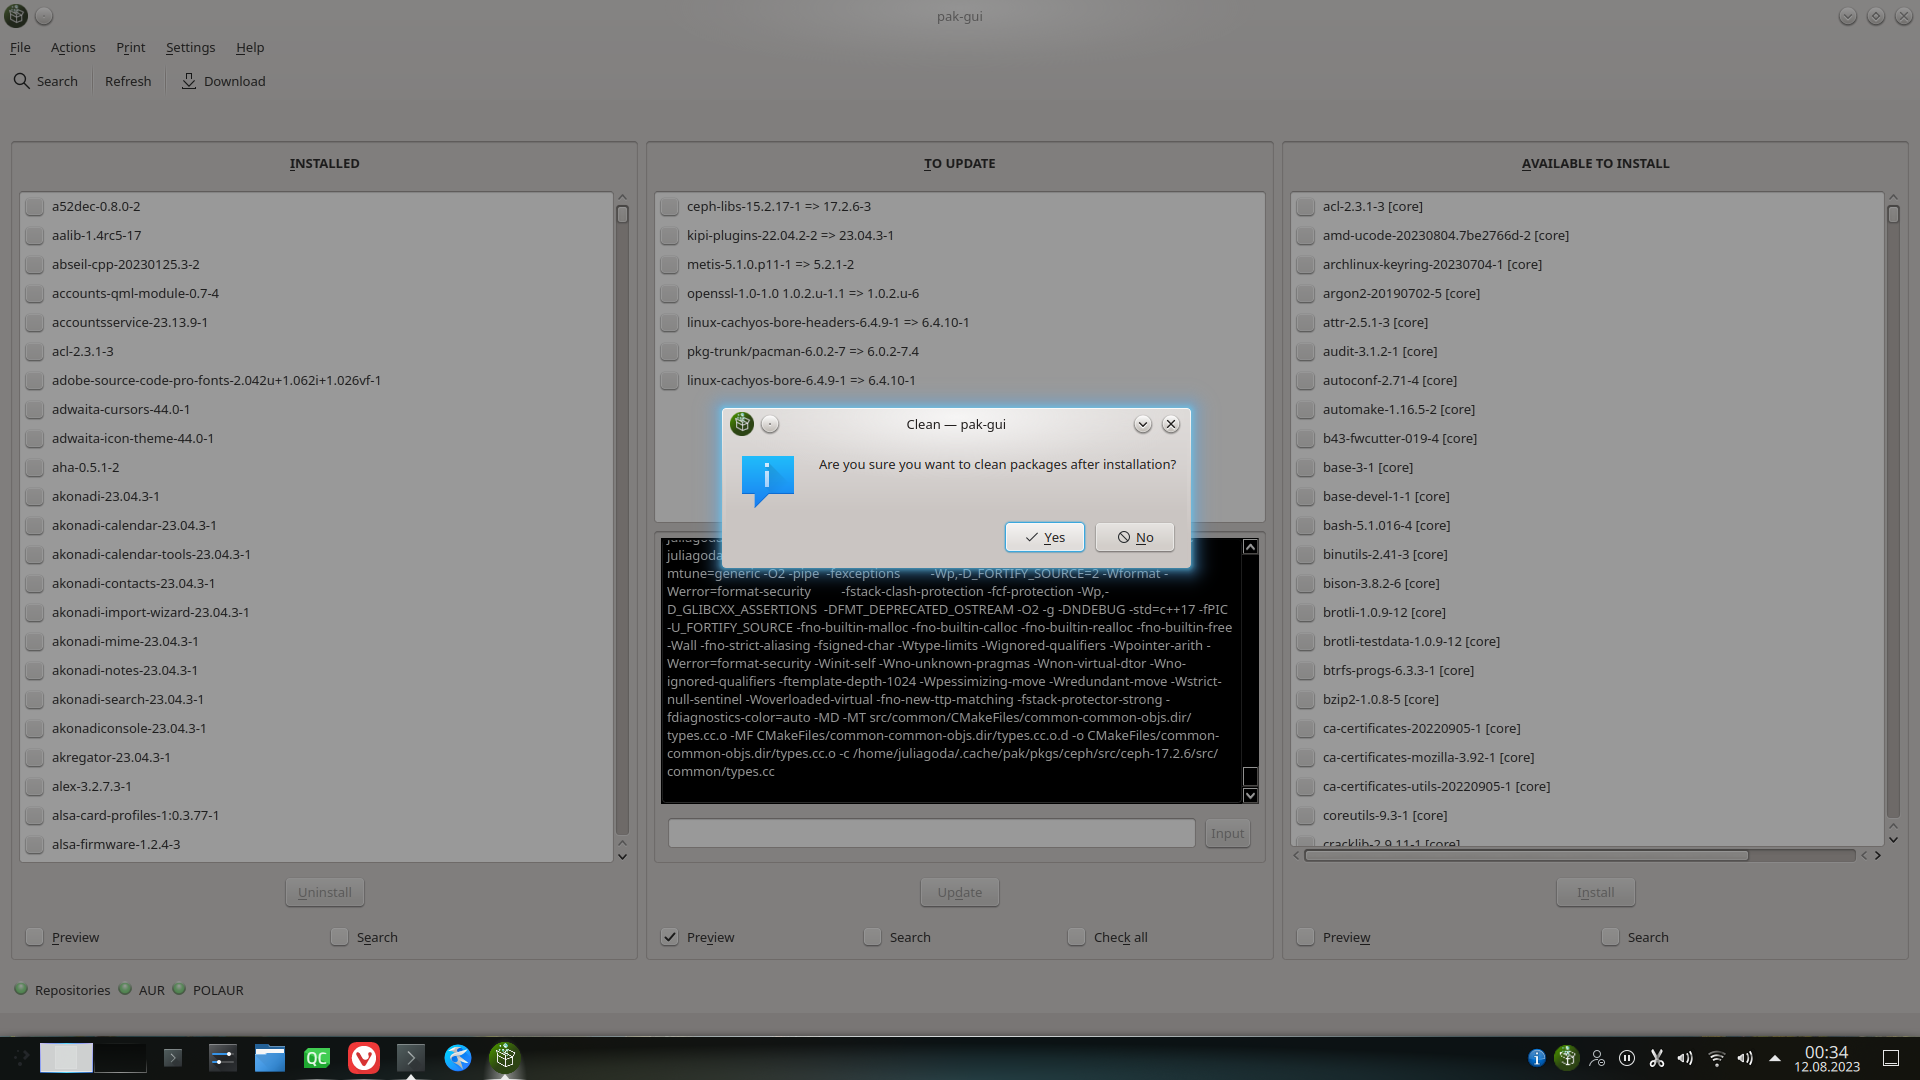 pak-gui
File Actions Print Settings Help
Search Refresh Download
INSTALLED
a52dec-0.8.0-2
aalib-1.4rc5-17
abseil-cpp-20230125.3-2
accounts-qml-module-0.7-4
accountsservice-23.13.9-1
acl-2.3.1-3
adobe-source-code-pro-fonts-2.042u+1.062i+1.026vf-1
adwaita-cursors-44.0-1
adwaita-icon-theme-44.0-1
aha-0.5.1-2
akonadi-23.04.3-1
akonadi-calendar-23.04.3-1
akonadi-calendar-tools-23.04.3-1
akonadi-contacts-23.04.3-1
akonadi-import-wizard-23.04.3-1
akonadi-mime-23.04.3-1
akonadi-notes-23.04.3-1
akonadi-search-23.04.3-1
akonadiconsole-23.04.3-1
akregator-23.04.3-1
alex-3.2.7.3-1
alsa-card-profiles-1:0.3.77-1
alsa-firmware-1.2.4-3
Uninstall
Preview Search
TO UPDATE
ceph-libs-15.2.17-1 => 17.2.6-3
kipi-plugins-22.04.2-2 => 23.04.3-1
metis-5.1.0.p11-1 => 5.2.1-2
openssl-1.0-1.0 1.0.2.u-1.1 => 1.0.2.u-6
linux-cachyos-bore-headers-6.4.9-1 => 6.4.10-1
pkg-trunk/pacman-6.0.2-7 => 6.0.2-7.4
linux-cachyos-bore-6.4.9-1 => 6.4.10-1
Clean — pak-gui
Are you sure you want to clean packages after installation?
Yes No
juliagoda
mtune=generic -O2 -pipe -fexceptions -Wp,-D_FORTIFY_SOURCE=2 -Wformat -
Werror=format-security -fstack-clash-protection -fcf-protection -Wp,-
D_GLIBCXX_ASSERTIONS -DFMT_DEPRECATED_OSTREAM -O2 -g -DNDEBUG -std=c++17 -fPIC
-U_FORTIFY_SOURCE -fno-builtin-malloc -fno-builtin-calloc -fno-builtin-realloc -fno-builtin-free
-Wall -fno-strict-aliasing -fsigned-char -Wtype-limits -Wignored-qualifiers -Wpointer-arith -
Werror=format-security -Winit-self -Wno-unknown-pragmas -Wnon-virtual-dtor -Wno-
ignored-qualifiers -ftemplate-depth-1024 -Wpessimizing-move -Wredundant-move -Wstrict-
null-sentinel -Woverloaded-virtual -fno-new-ttp-matching -fstack-protector-strong -
fdiagnostics-color=auto -MD -MT src/common/CMakeFiles/common-common-objs.dir/
types.cc.o -MF CMakeFiles/common-common-objs.dir/types.cc.o.d -o CMakeFiles/common-
common-objs.dir/types.cc.o -c /home/juliagoda/.cache/pak/pkgs/ceph/src/ceph-17.2.6/src/
common/types.cc
Input
Update
Preview Search Check all
AVAILABLE TO INSTALL
acl-2.3.1-3 [core]
amd-ucode-20230804.7be2766d-2 [core]
archlinux-keyring-20230704-1 [core]
argon2-20190702-5 [core]
attr-2.5.1-3 [core]
audit-3.1.2-1 [core]
autoconf-2.71-4 [core]
automake-1.16.5-2 [core]
b43-fwcutter-019-4 [core]
base-3-1 [core]
base-devel-1-1 [core]
bash-5.1.016-4 [core]
binutils-2.41-3 [core]
bison-3.8.2-6 [core]
brotli-1.0.9-12 [core]
brotli-testdata-1.0.9-12 [core]
btrfs-progs-6.3.3-1 [core]
bzip2-1.0.8-5 [core]
ca-certificates-20220905-1 [core]
ca-certificates-mozilla-3.92-1 [core]
ca-certificates-utils-20220905-1 [core]
coreutils-9.3-1 [core]
cracklib-2.9.11-1 [core]
Install
Preview Search
Repositories AUR POLAUR
QC
00:34
12.08.2023